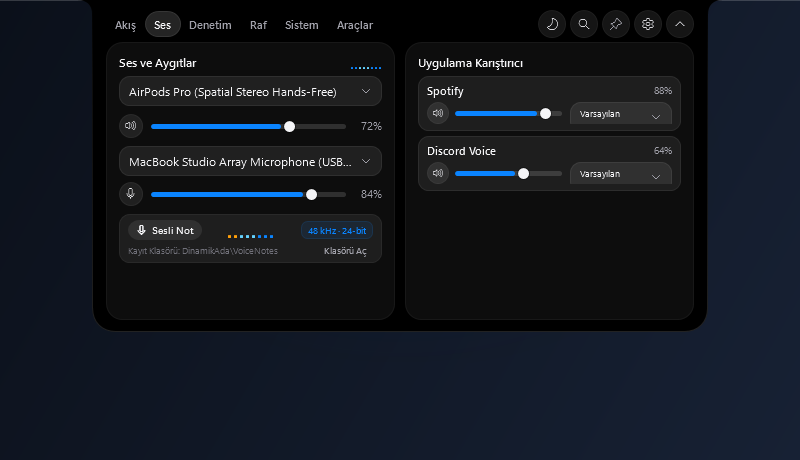 Akış Ses Denetim Raf Sistem Araçlar
Ses ve Aygıtlar
AirPods Pro (Spatial Stereo Hands-Free)
72%
MacBook Studio Array Microphone (USB...
84%
Sesli Not
48 kHz · 24-bit
Kayıt Klasörü: DinamikAda\VoiceNotes
Klasörü Aç
Uygulama Karıştırıcı
Spotify 88%
Varsayılan
Discord Voice 64%
Varsayılan